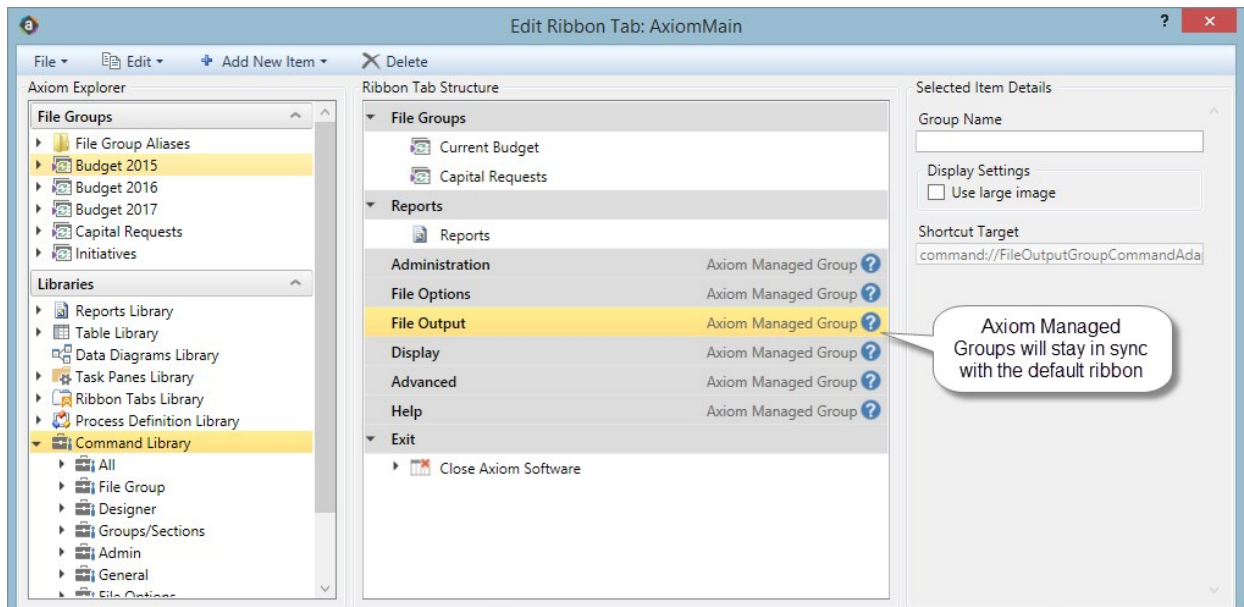 Edit Ribbon Tab: AxiomMain
?
File
Edit
Add New Item
Delete
Axiom Explorer
File Groups
File Group Aliases
Budget 2015
Budget 2016
Budget 2017
Capital Requests
Initiatives
Libraries
Reports Library
Table Library
Data Diagrams Library
Task Panes Library
Ribbon Tabs Library
Process Definition Library
Command Library
All
File Group
Designer
Groups/Sections
Admin
General
File Options
Ribbon Tab Structure
File Groups
Current Budget
Capital Requests
Reports
Reports
Administration Axiom Managed Group ?
File Options Axiom Managed Group ?
File Output Axiom Managed Group ?
Display Axiom Managed Group ?
Advanced Axiom Managed Group ?
Help Axiom Managed Group ?
Exit
Close Axiom Software
Selected Item Details
Group Name
Display Settings
Use large image
Shortcut Target
command://FileOutputGroupCommandAda
Axiom Managed
Groups will stay in sync
with the default ribbon